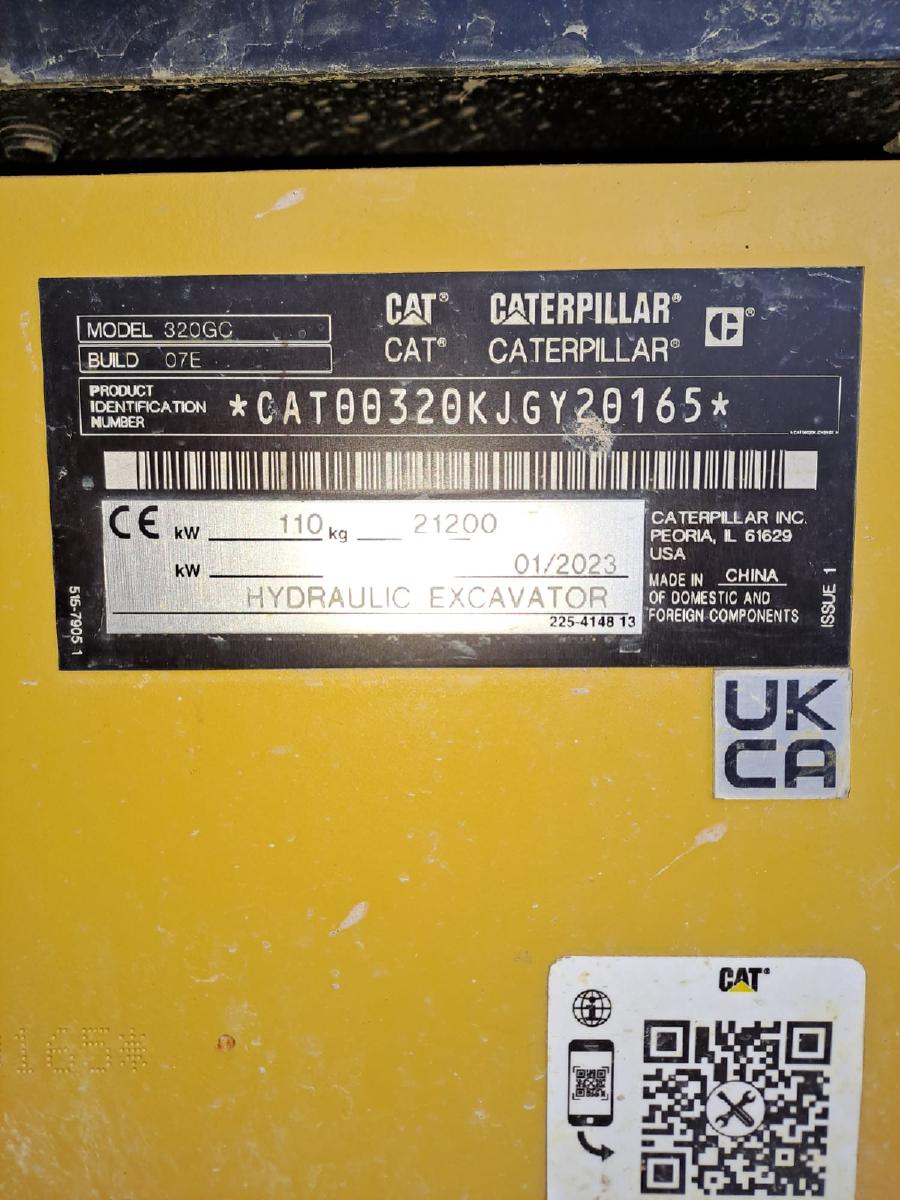 CAT® CATERPILLAR®
CAT® CATERPILLAR®
MODEL 320GC
BUILD 07E
PRODUCT
IDENTIFICATION
NUMBER
*CAT00320KJGY20165*
CE kW 110 kg 21200
kW 01/2023
HYDRAULIC EXCAVATOR
225-4148 13
CATERPILLAR INC.
PEORIA, IL 61629
USA
MADE IN CHINA
OF DOMESTIC AND
FOREIGN COMPONENTS
ISSUE 1
515-7905 1
UK
CA
165*
CAT®